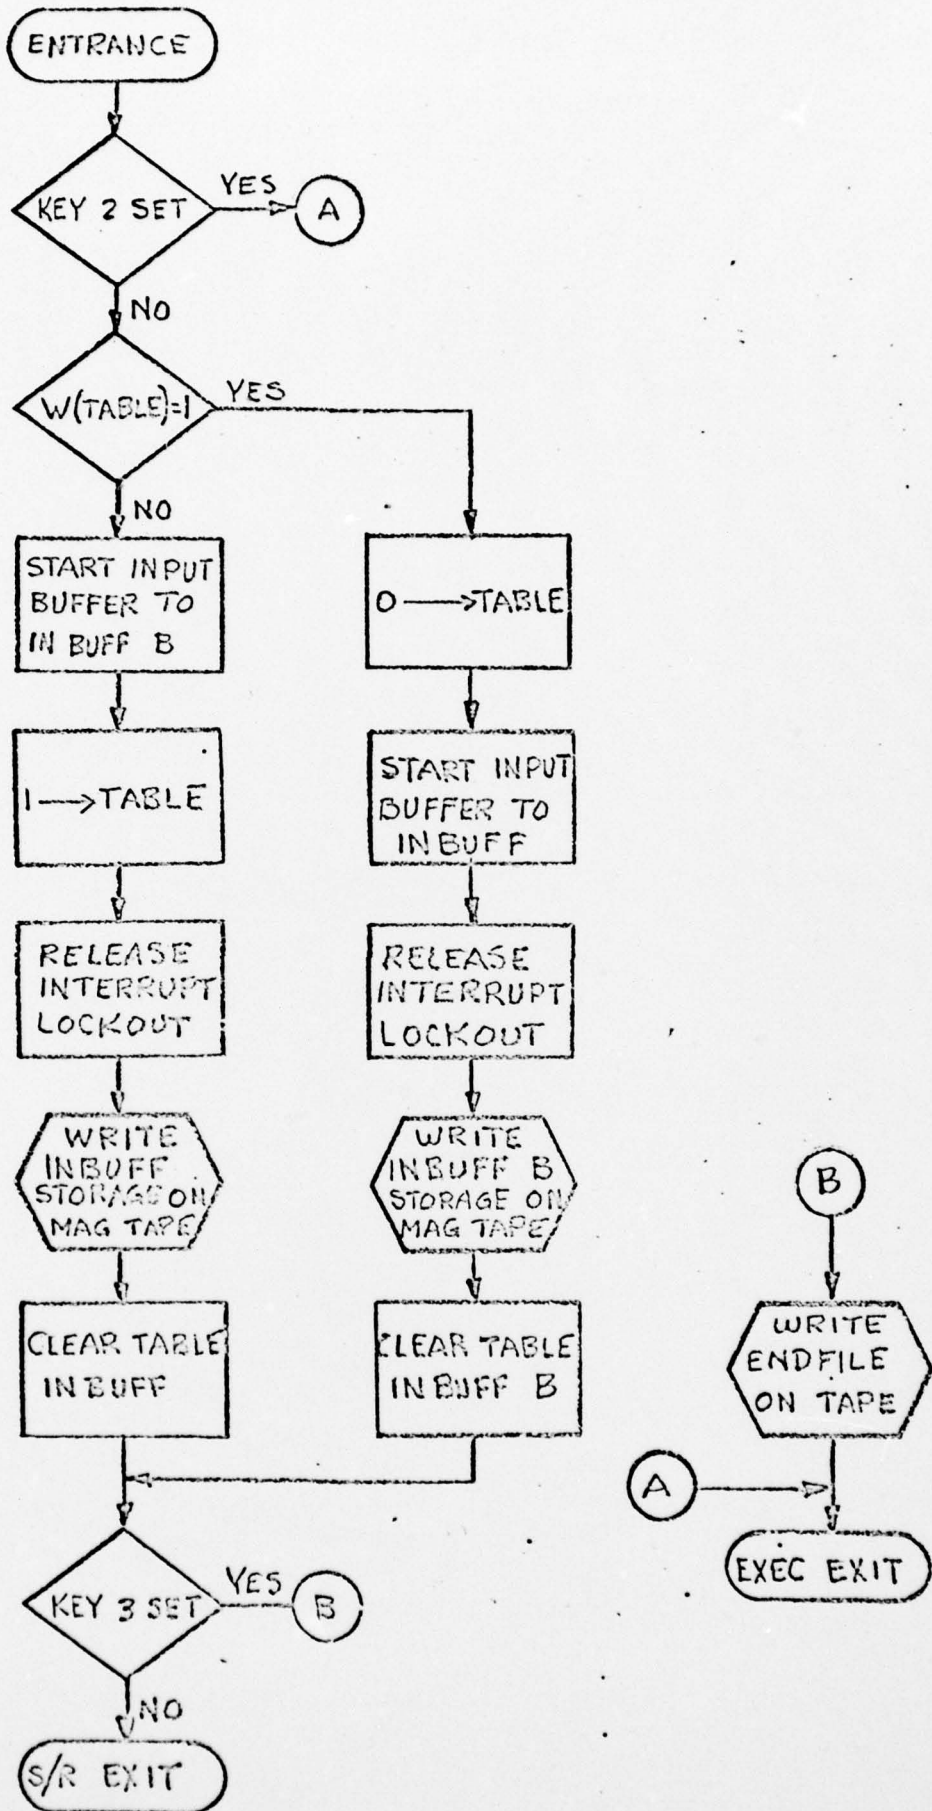 ENTRANCE
KEY 2 SET
YES
A
NO
W(TABLE)=1
YES
NO
START INPUT
BUFFER TO
IN BUFF B
1→TABLE
RELEASE
INTERRUPT
LOCKOUT
WRITE
INBUFF
STORAGE ON
MAG TAPE
CLEAR TABLE
INBUFF
0→TABLE
START INPUT
BUFFER TO
INBUFF
RELEASE
INTERRUPT
LOCKOUT
WRITE
INBUFF B
STORAGE ON
MAG TAPE
CLEAR TABLE
INBUFF B
KEY 3 SET
YES
B
NO
S/R EXIT
B
WRITE
ENDFILE
ON TAPE
A
EXEC EXIT